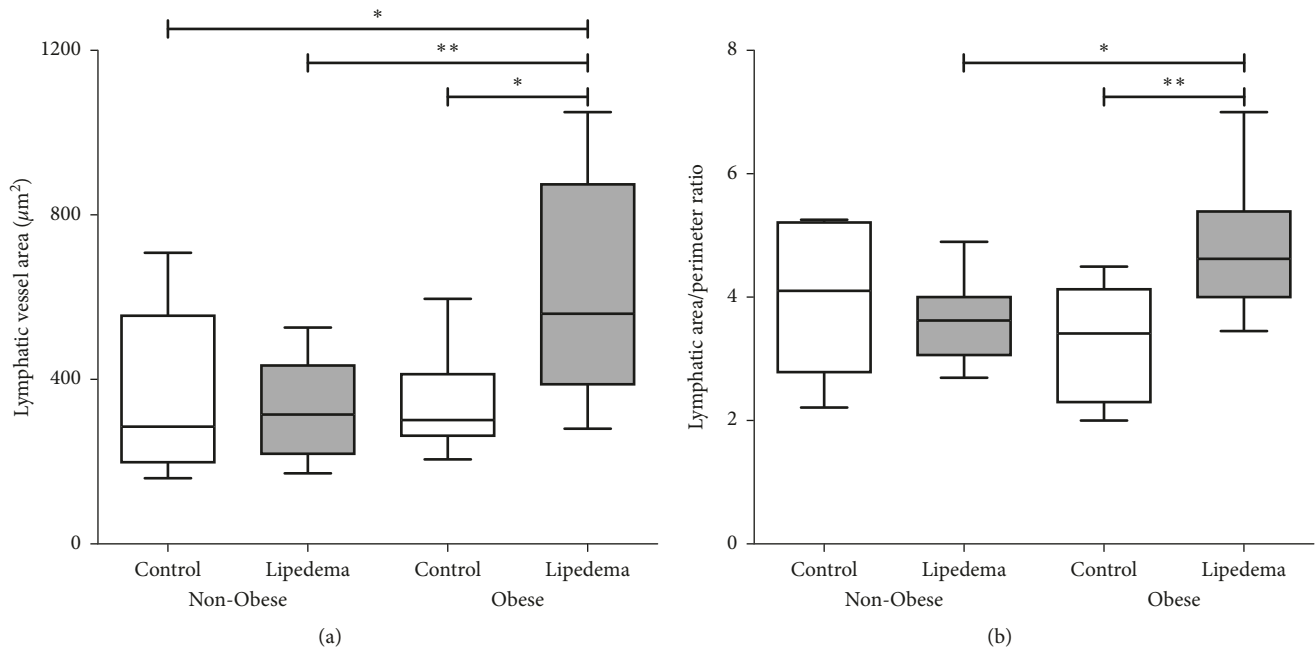 *
**
*
1200
800
400
0
Lymphatic vessel area (μm²)
Control Lipedema Control Lipedema
Non-Obese Obese
(a)
*
**
8
6
4
2
0
Lymphatic area/perimeter ratio
Control Lipedema Control Lipedema
Non-Obese Obese
(b)